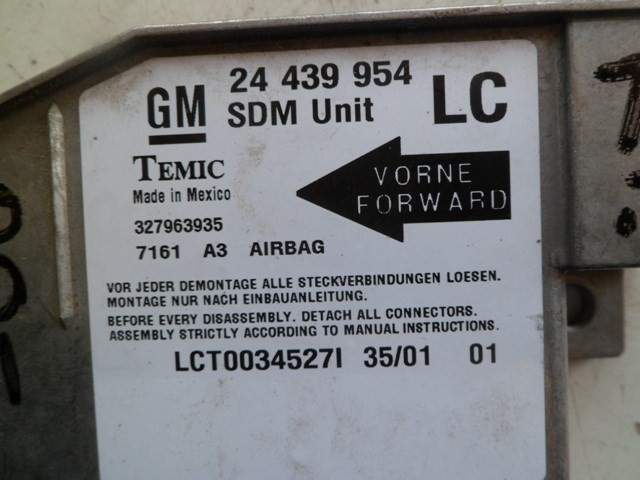 GM 24 439 954 LC
SDM Unit
TEMIC
Made in Mexico
VORNE
FORWARD
327963935
7161 A3 AIRBAG
VOR JEDER DEMONTAGE ALLE STECKVERBINDUNGEN LOESEN.
MONTAGE NUR NACH EINBAUANLEITUNG.
BEFORE EVERY DISASSEMBLY. DETACH ALL CONNECTORS.
ASSEMBLY STRICTLY ACCORDING TO MANUAL INSTRUCTIONS.
LCT0034527I 35/01 01